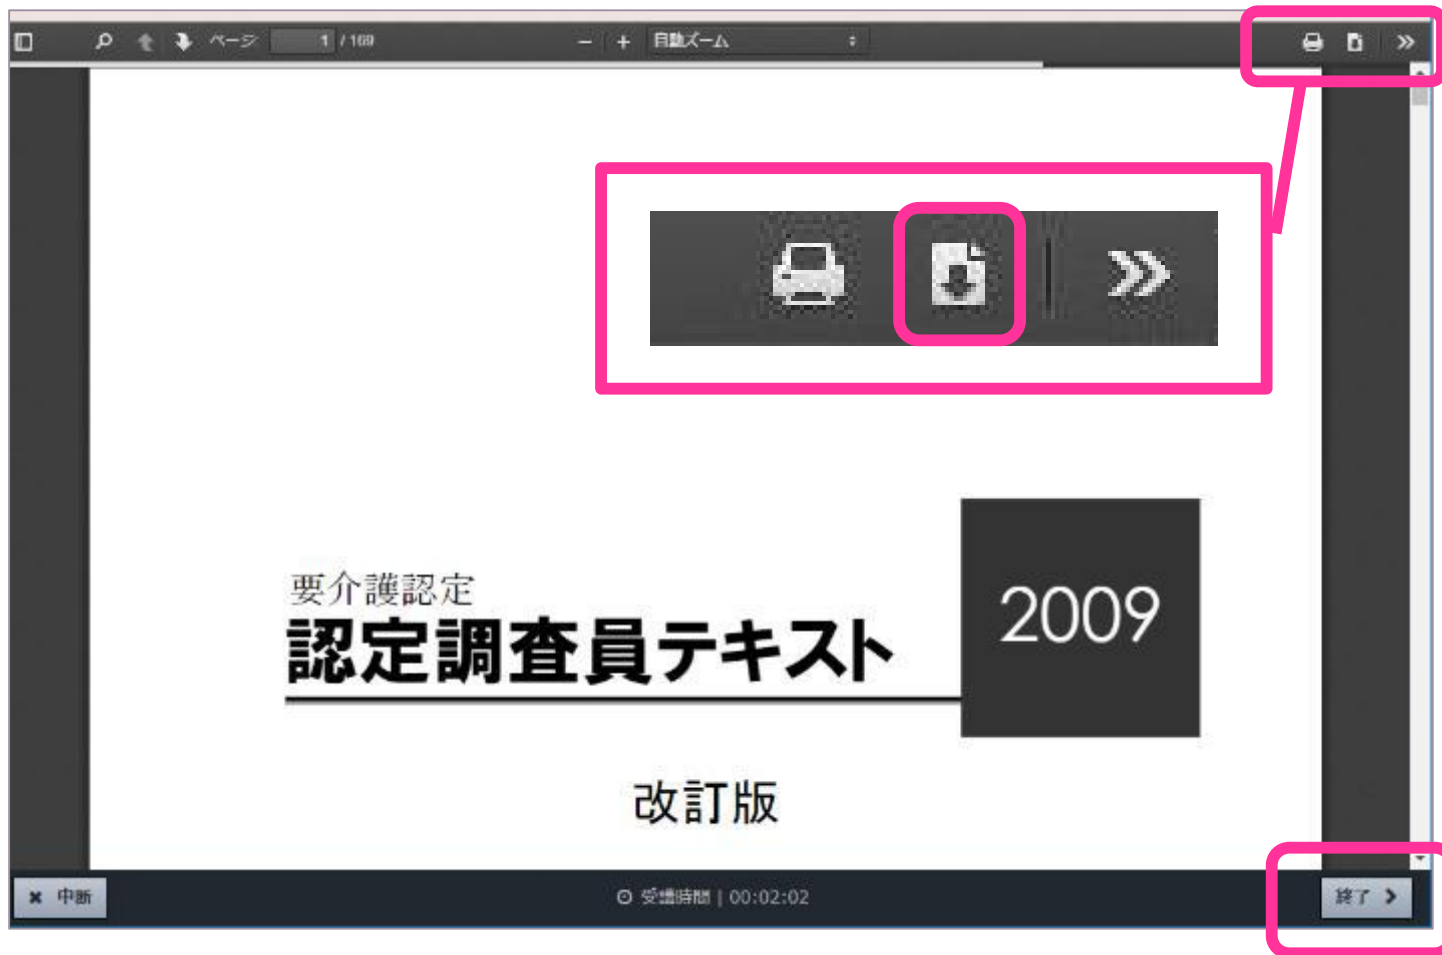 ページ: 1 / 169 自動ズーム
要介護認定
認定調査員テキスト
2009
改訂版
中断 受講時間 | 00:02:02 終了